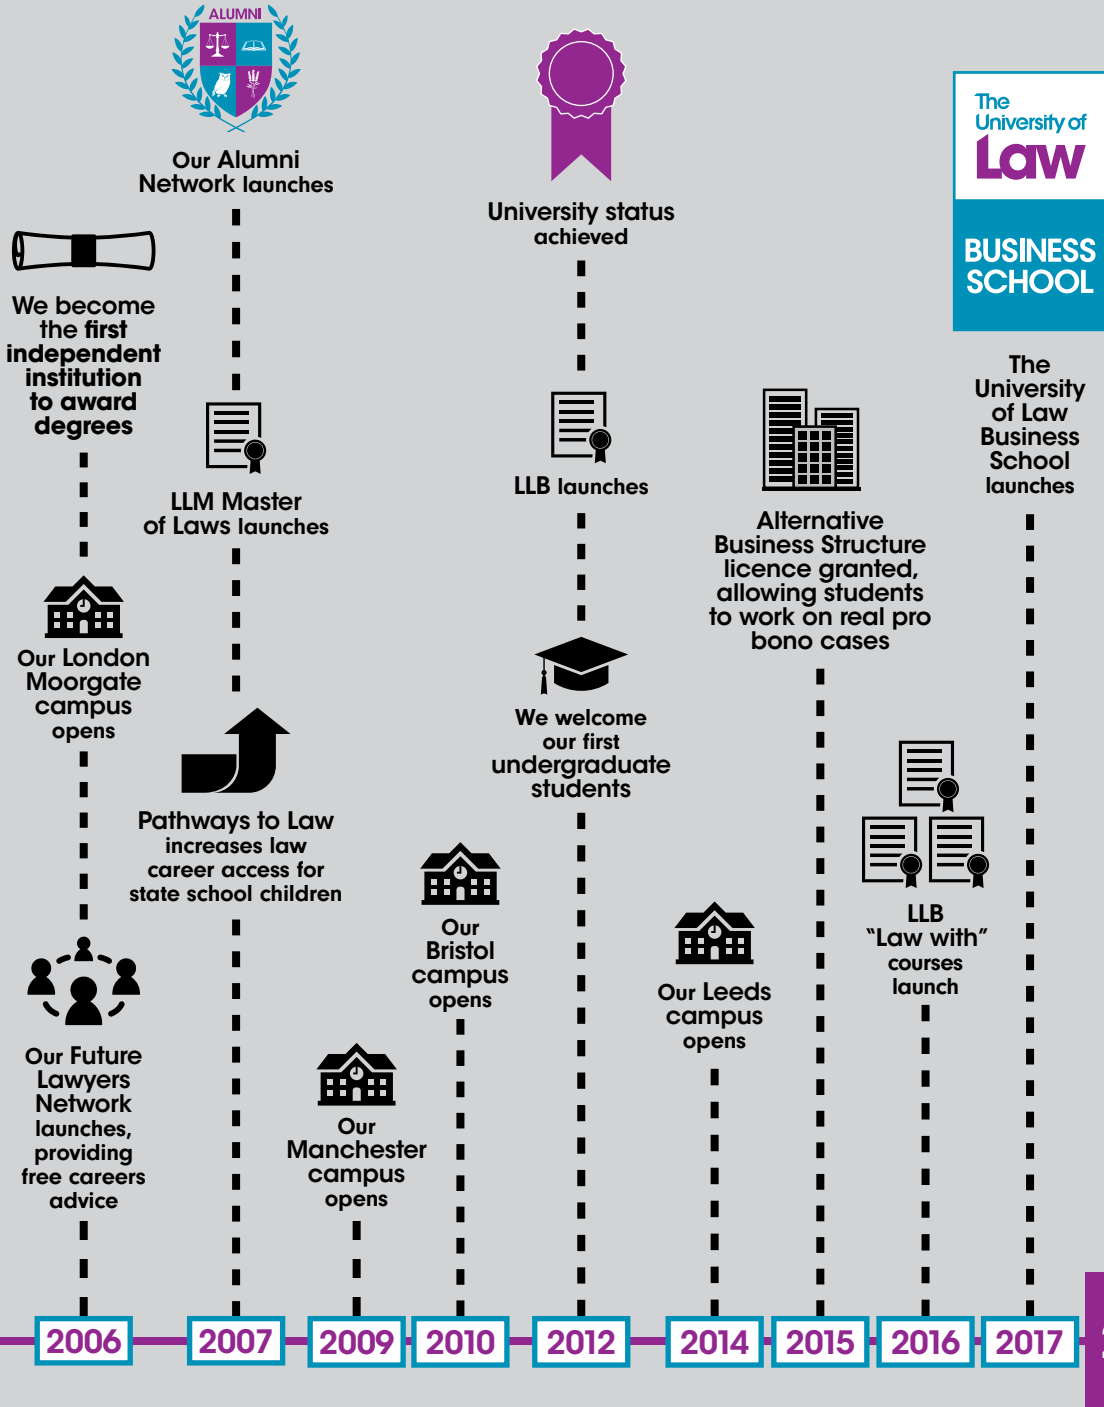 ALUMNI
Our Alumni
Network launches
University status
achieved
The
University of
Law
BUSINESS
SCHOOL
We become
the first
independent
institution
to award
degrees
The
University
of Law
Business
School
launches
LLM Master
of Laws launches
LLB launches
Alternative
Business Structure
licence granted,
allowing students
to work on real pro
bono cases
Our London
Moorgate
campus
opens
We welcome
our first
undergraduate
students
Pathways to Law
increases law
career access for
state school children
Our
Bristol
campus
opens
LLB
“Law with”
courses
launch
Our Leeds
campus
opens
Our Future
Lawyers
Network
launches,
providing
free careers
advice
Our
Manchester
campus
opens
2006
2007
2009
2010
2012
2014
2015
2016
2017